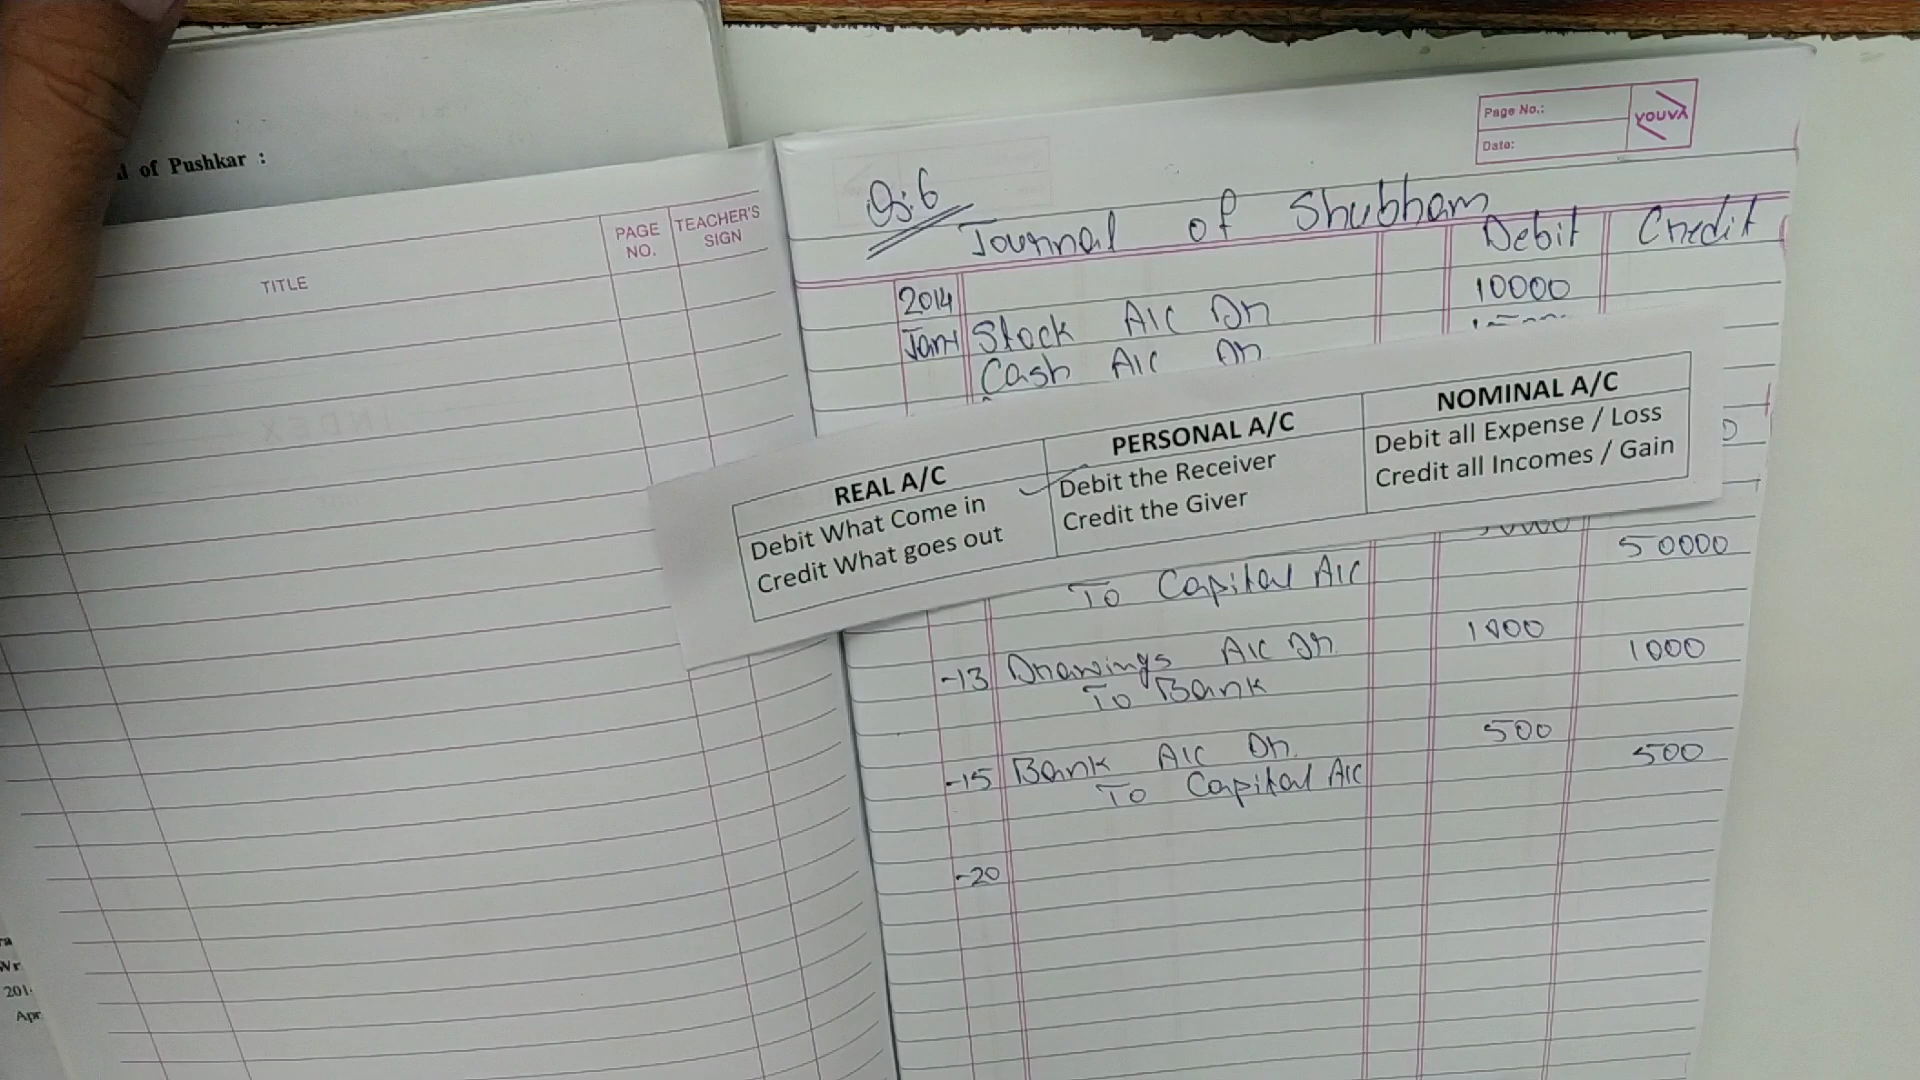 of Pushkar :
TITLE
PAGE NO.
TEACHER'S SIGN
Page No.:
Date:
YOUVA
Q:6
Journal of Shubham
Debit Credit
2014
Jan 1 Stock A/C Dr 10000
Cash A/C Dr
REAL A/C
Debit What Come in
Credit What goes out
PERSONAL A/C
Debit the Receiver
Credit the Giver
NOMINAL A/C
Debit all Expense / Loss
Credit all Incomes / Gain
To Capital A/C 50000
-13 Drawings A/C Dr 1000
To Bank 1000
-15 Bank A/C Dr. 500
To Capital A/C 500
-20
Wr
201
Apr